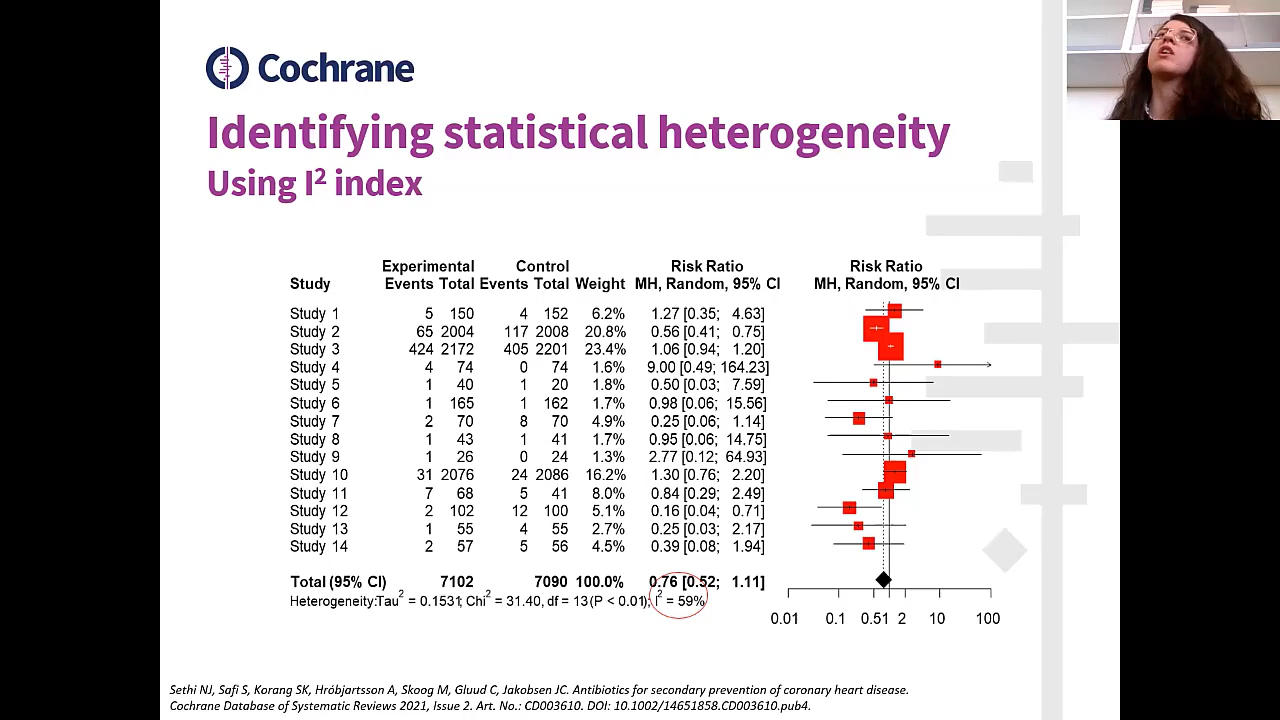 Cochrane
Identifying statistical heterogeneity
Using I² index
Experimental Control Risk Ratio Risk Ratio
Study Events Total Events Total Weight MH, Random, 95% CI MH, Random, 95% CI
Study 1 5 150 4 152 6.2% 1.27 [0.35; 4.63]
Study 2 65 2004 117 2008 20.8% 0.56 [0.41; 0.75]
Study 3 424 2172 405 2201 23.4% 1.06 [0.94; 1.20]
Study 4 4 74 0 74 1.6% 9.00 [0.49; 164.23]
Study 5 1 40 1 20 1.8% 0.50 [0.03; 7.59]
Study 6 1 165 1 162 1.7% 0.98 [0.06; 15.56]
Study 7 2 70 8 70 4.9% 0.25 [0.06; 1.14]
Study 8 1 43 1 41 1.7% 0.95 [0.06; 14.75]
Study 9 1 26 0 24 1.3% 2.77 [0.12; 64.93]
Study 10 31 2076 24 2086 16.2% 1.30 [0.76; 2.20]
Study 11 7 68 5 41 8.0% 0.84 [0.29; 2.49]
Study 12 2 102 12 100 5.1% 0.16 [0.04; 0.71]
Study 13 1 55 4 55 2.7% 0.25 [0.03; 2.17]
Study 14 2 57 5 56 4.5% 0.39 [0.08; 1.94]
Total (95% CI) 7102 7090 100.0% 0.76 [0.52; 1.11]
Heterogeneity:Tau² = 0.1531; Chi² = 31.40, df = 13 (P < 0.01); I² = 59%
0.01 0.1 0.5 1 2 10 100
Sethi NJ, Safi S, Korang SK, Hróbjartsson A, Skoog M, Gluud C, Jakobsen JC. Antibiotics for secondary prevention of coronary heart disease.
Cochrane Database of Systematic Reviews 2021, Issue 2. Art. No.: CD003610. DOI: 10.1002/14651858.CD003610.pub4.